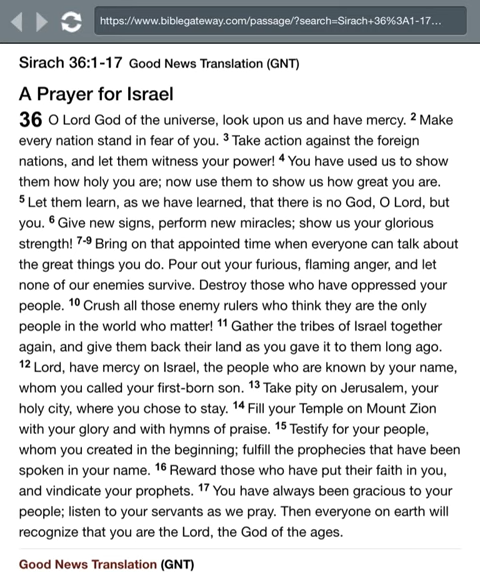 https://www.biblegateway.com/passage/?search=Sirach+36%3A1-17...
Sirach 36:1-17 Good News Translation (GNT)
A Prayer for Israel
36 O Lord God of the universe, look upon us and have mercy. 2 Make
every nation stand in fear of you. 3 Take action against the foreign
nations, and let them witness your power! 4 You have used us to show
them how holy you are; now use them to show us how great you are.
5 Let them learn, as we have learned, that there is no God, O Lord, but
you. 6 Give new signs, perform new miracles; show us your glorious
strength! 7-9 Bring on that appointed time when everyone can talk about
the great things you do. Pour out your furious, flaming anger, and let
none of our enemies survive. Destroy those who have oppressed your
people. 10 Crush all those enemy rulers who think they are the only
people in the world who matter! 11 Gather the tribes of Israel together
again, and give them back their land as you gave it to them long ago.
12 Lord, have mercy on Israel, the people who are known by your name,
whom you called your first-born son. 13 Take pity on Jerusalem, your
holy city, where you chose to stay. 14 Fill your Temple on Mount Zion
with your glory and with hymns of praise. 15 Testify for your people,
whom you created in the beginning; fulfill the prophecies that have been
spoken in your name. 16 Reward those who have put their faith in you,
and vindicate your prophets. 17 You have always been gracious to your
people; listen to your servants as we pray. Then everyone on earth will
recognize that you are the Lord, the God of the ages.
Good News Translation (GNT)